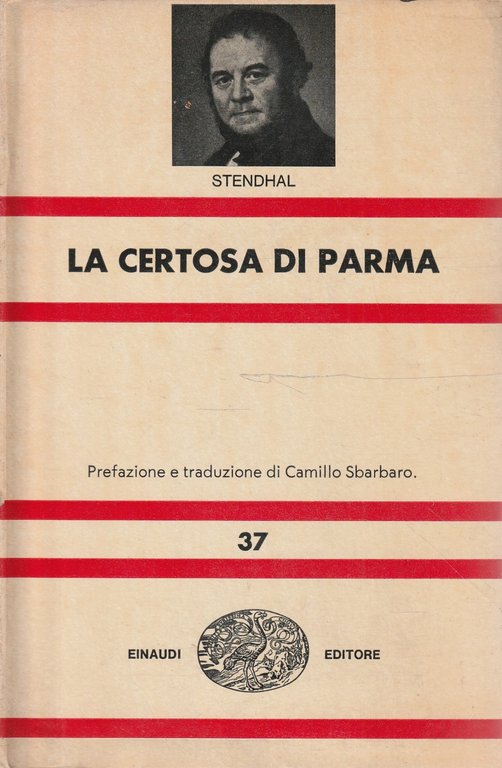 STENDHAL
LA CERTOSA DI PARMA
Prefazione e traduzione di Camillo Sbarbaro.
37
EINAUDI EDITORE